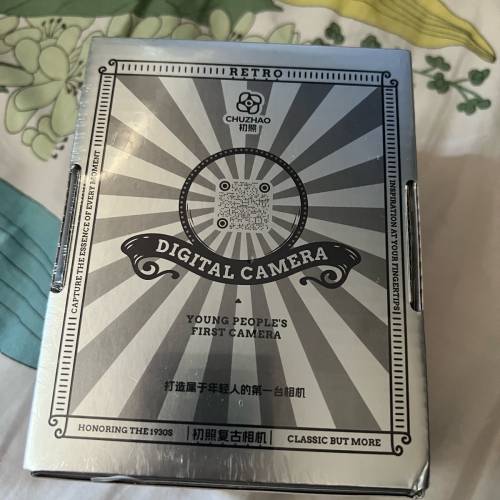 RETRO
CHUZHAO
初照
CAPTURE THE ESSENCE OF EVERY MOMENT
INSPIRATION AT YOUR FINGERTIPS
DIGITAL CAMERA
YOUNG PEOPLE'S
FIRST CAMERA
打造属于年轻人的第一台相机
HONORING THE 1930S
初照复古相机
CLASSIC BUT MORE